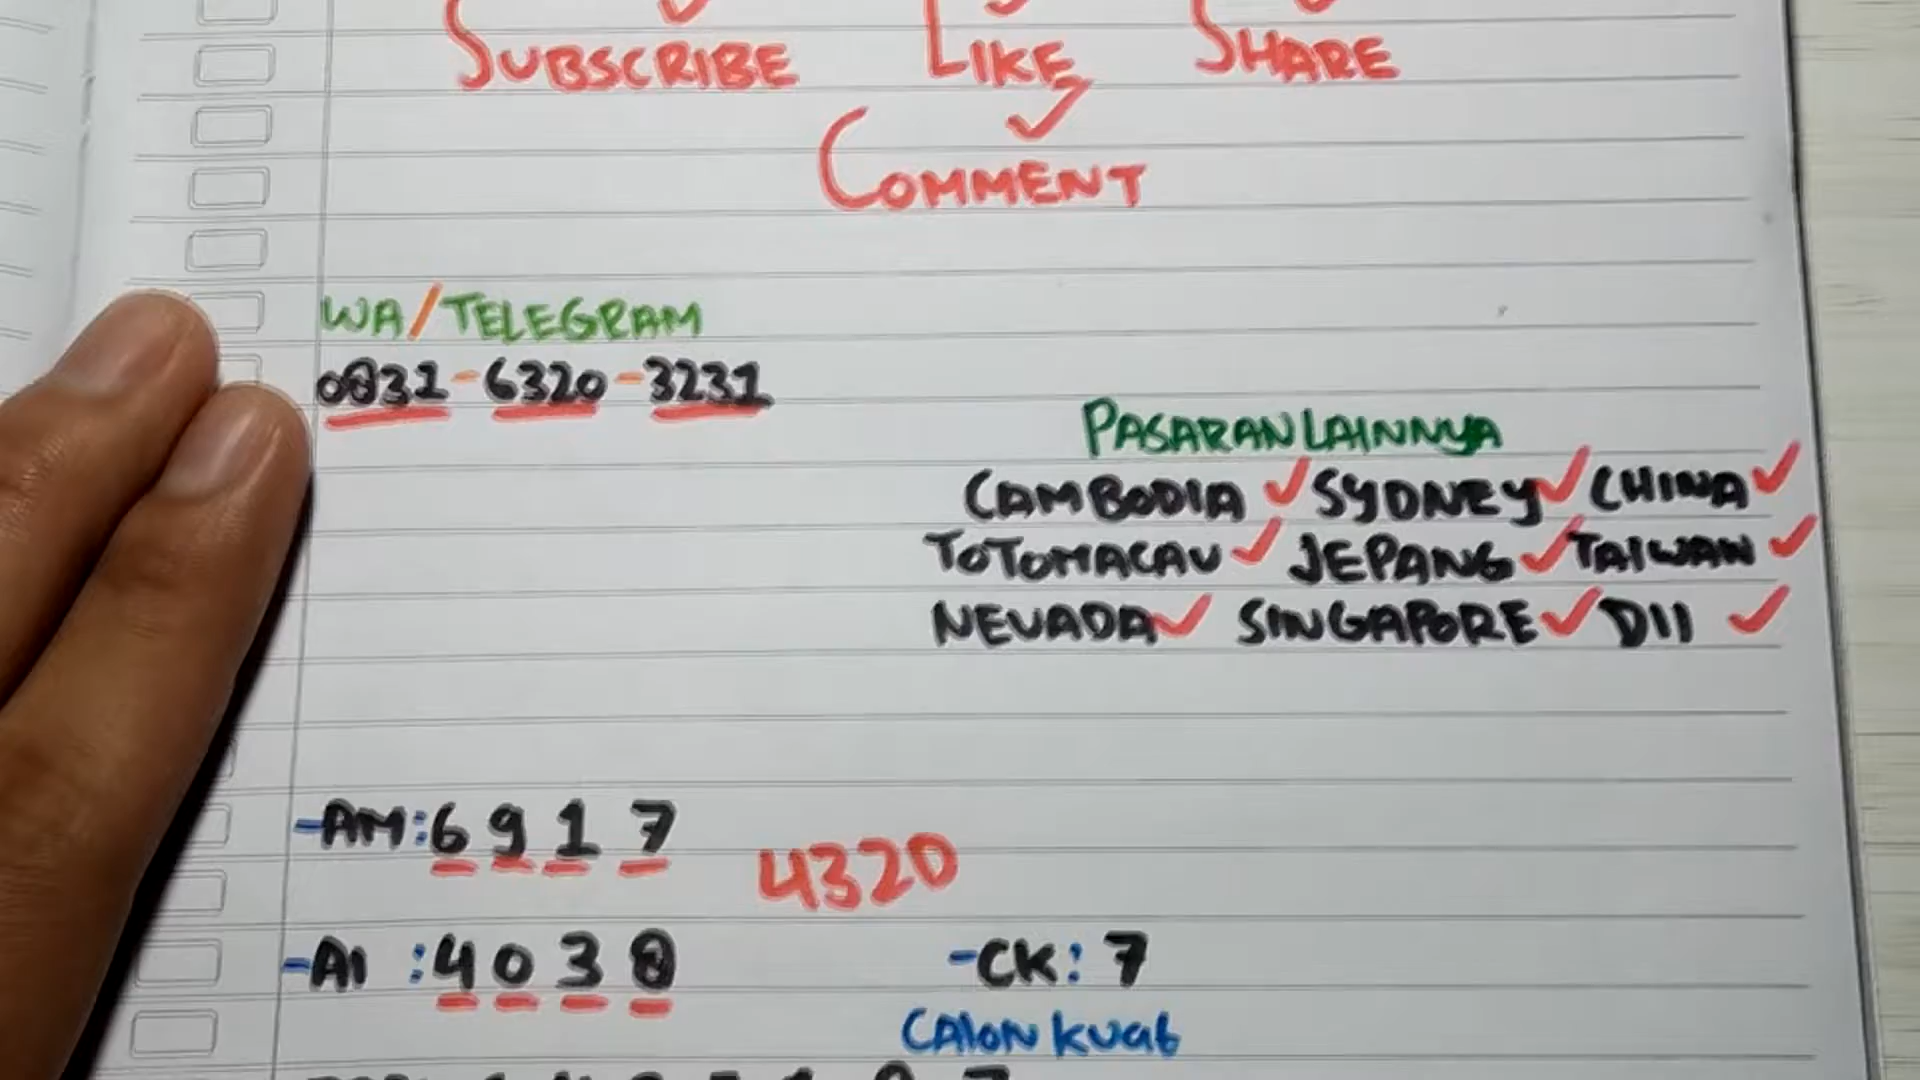 SUBSCRIBE LIKE SHARE
COMMENT
WA/TELEGRAM
0831-6320-3231
PASARAN LAINNYA
CAMBODIA ✓ SYDNEY ✓ CHINA ✓
TOTOMACAU ✓ JEPANG ✓ TAIWAN ✓
NEVADA ✓ SINGAPORE ✓ Dll ✓
-AM: 6 9 1 7
4320
-AI : 4 0 3 8
-CK: 7
CALON KUAt